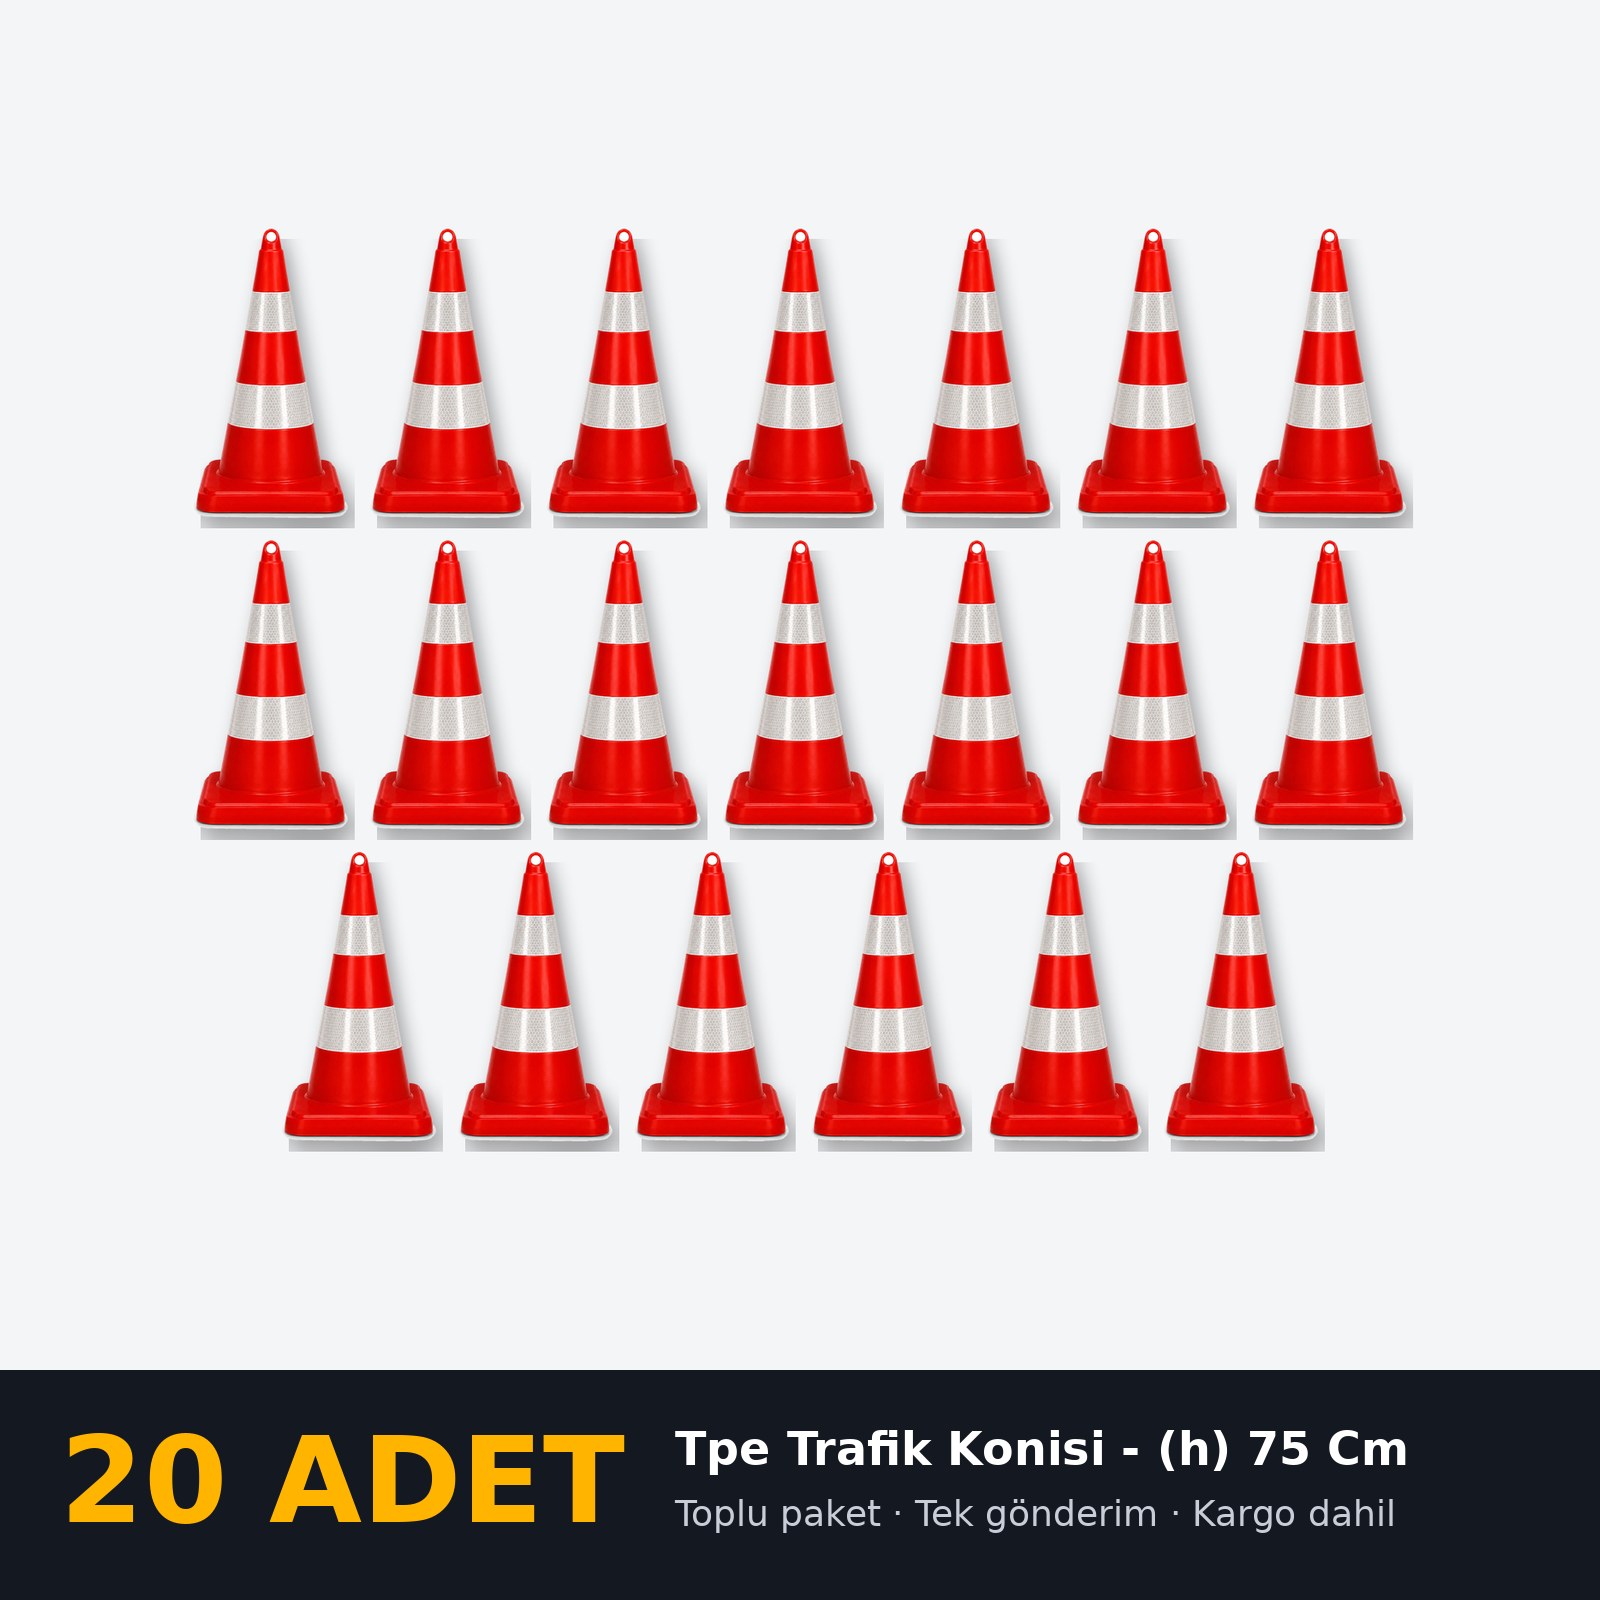 20 ADET
Tpe Trafik Konisi - (h) 75 Cm
Toplu paket · Tek gönderim · Kargo dahil